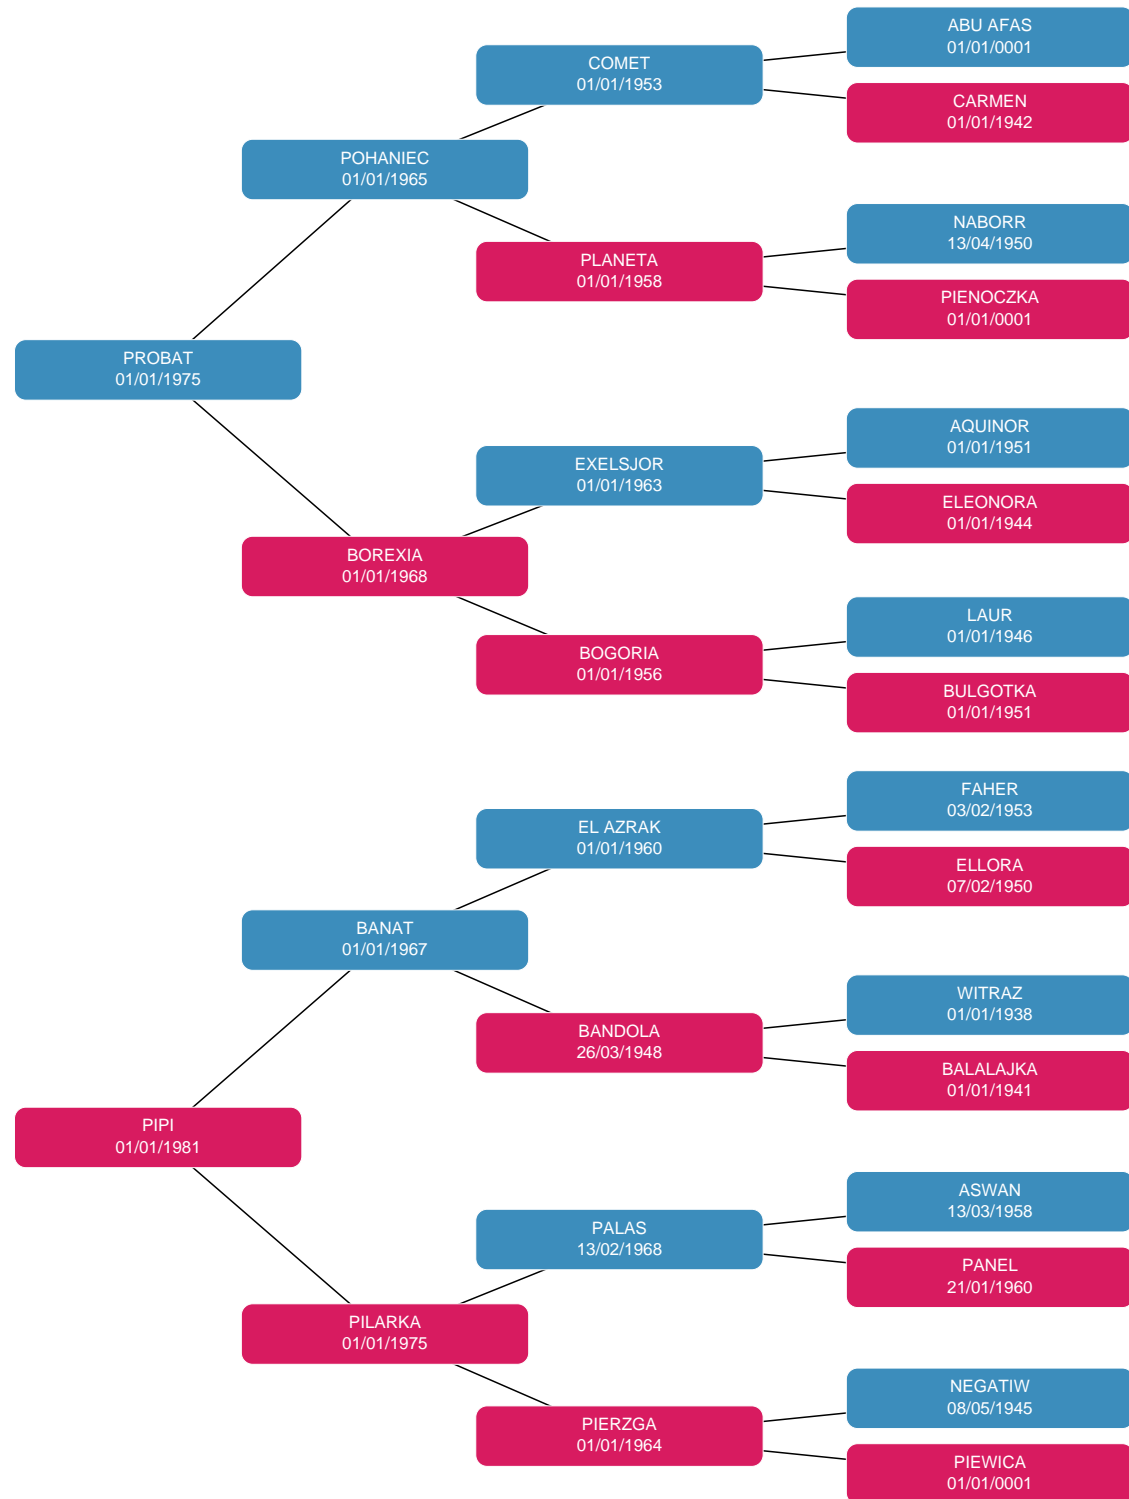 ABU AFAS
01/01/0001
COMET
01/01/1953
CARMEN
01/01/1942
POHANIEC
01/01/1965
NABORR
13/04/1950
PLANETA
01/01/1958
PIENOCZKA
01/01/0001
PROBAT
01/01/1975
AQUINOR
01/01/1951
EXELSJOR
01/01/1963
ELEONORA
01/01/1944
BOREXIA
01/01/1968
LAUR
01/01/1946
BOGORIA
01/01/1956
BULGOTKA
01/01/1951
FAHER
03/02/1953
EL AZRAK
01/01/1960
ELLORA
07/02/1950
BANAT
01/01/1967
WITRAZ
01/01/1938
BANDOLA
26/03/1948
BALALAJKA
01/01/1941
PIPI
01/01/1981
ASWAN
13/03/1958
PALAS
13/02/1968
PANEL
21/01/1960
PILARKA
01/01/1975
NEGATIW
08/05/1945
PIERZGA
01/01/1964
PIEWICA
01/01/0001